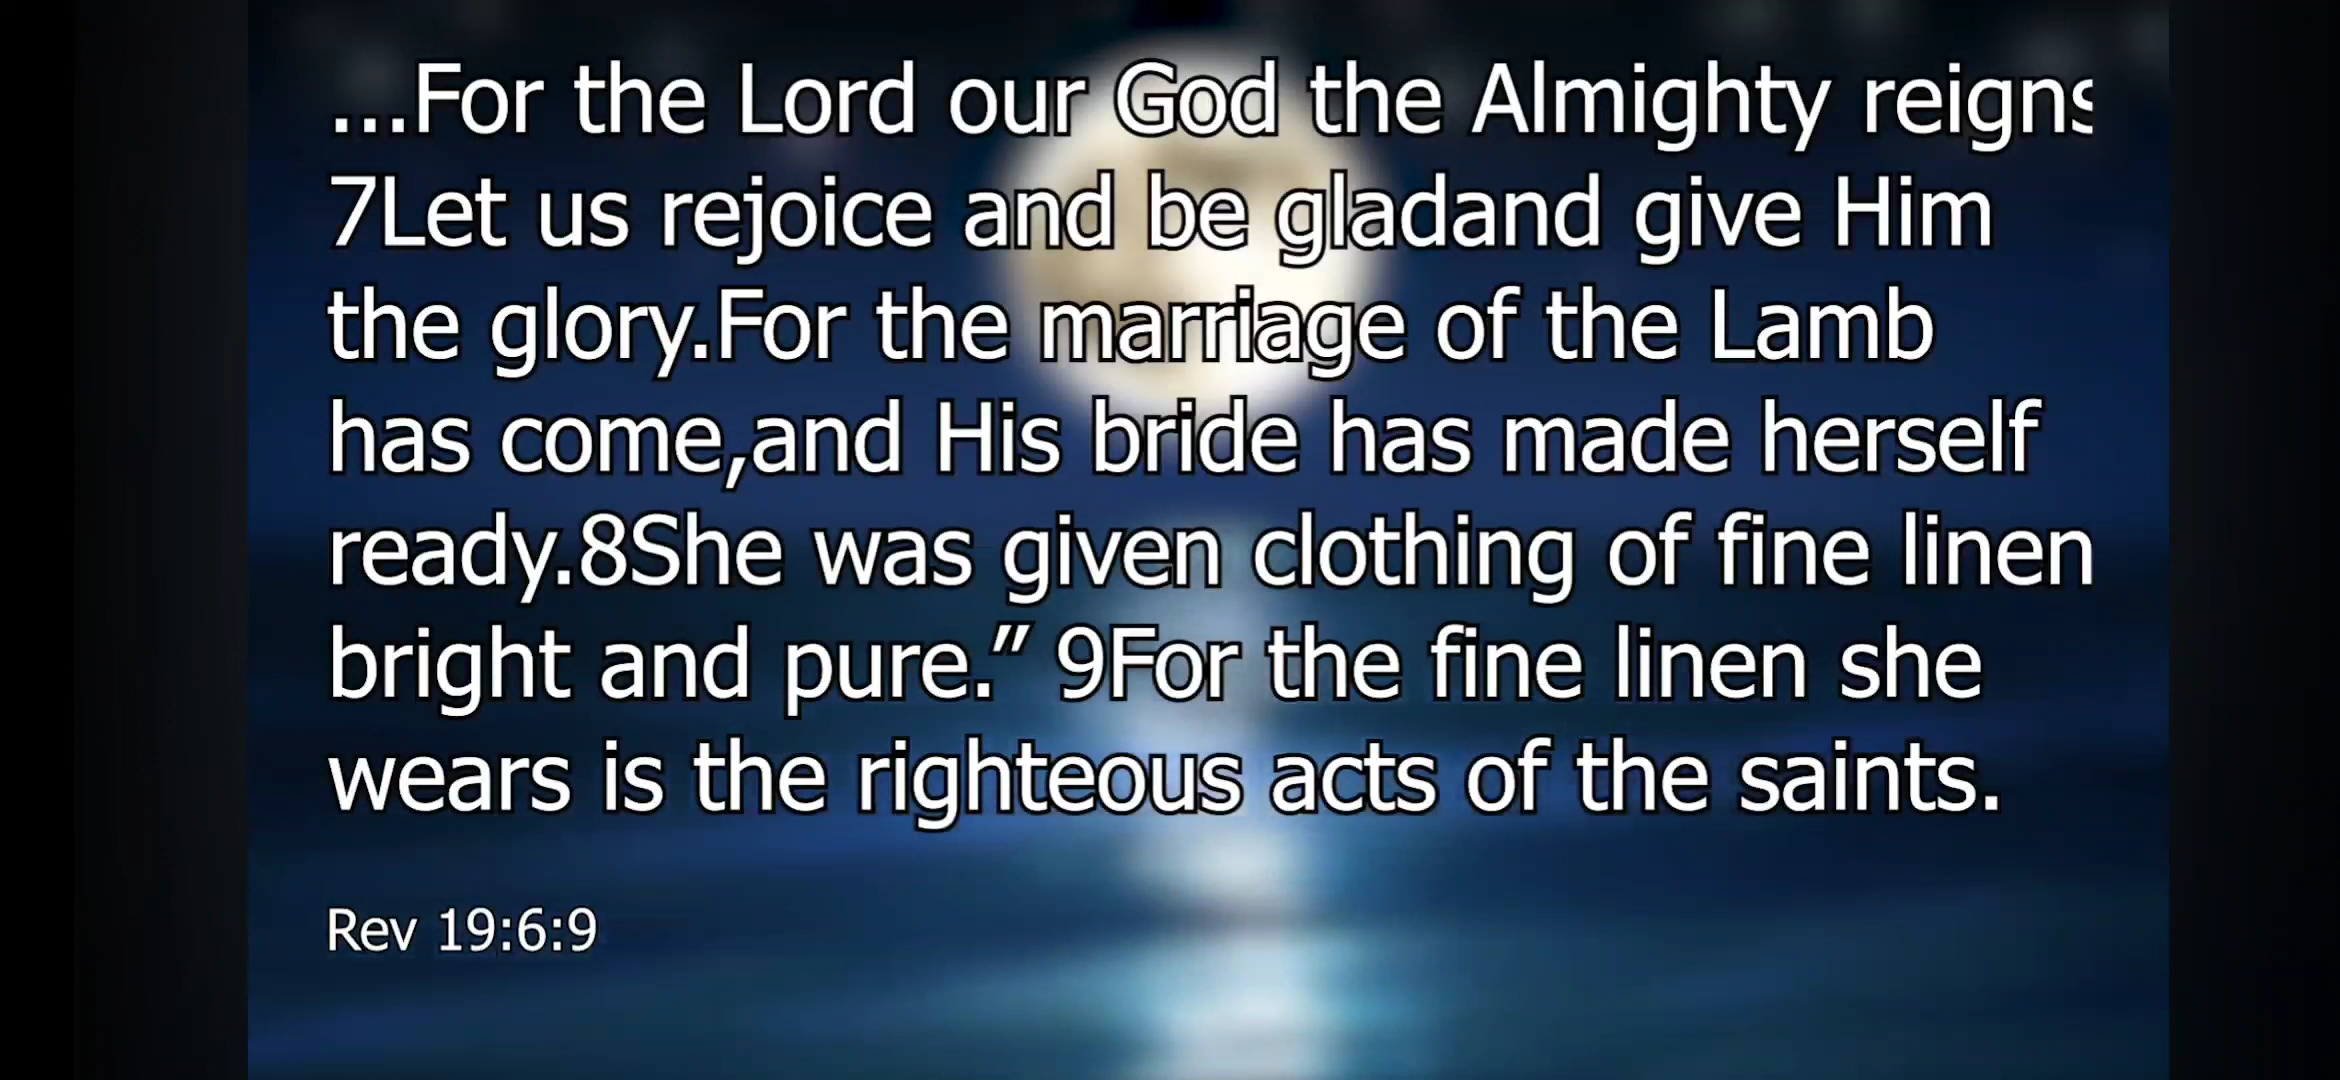 ...For the Lord our God the Almighty reigns
7Let us rejoice and be gladand give Him
the glory.For the marriage of the Lamb
has come,and His bride has made herself
ready.8She was given clothing of fine linen
bright and pure.” 9For the fine linen she
wears is the righteous acts of the saints.
Rev 19:6:9